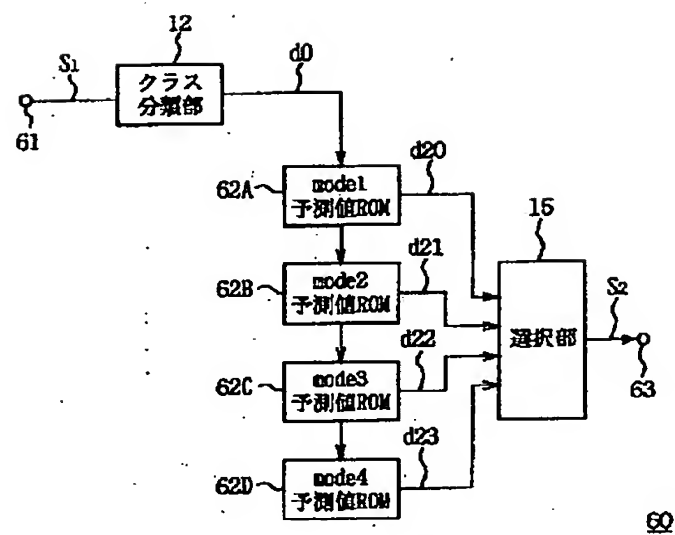 12
S1
クラス
分類部
d0
61
62A
mode1
予測値ROM
d20
62B
mode2
予測値ROM
d21
62C
mode3
予測値ROM
d22
62D
mode4
予測値ROM
d23
15
選択部
S2
63
60